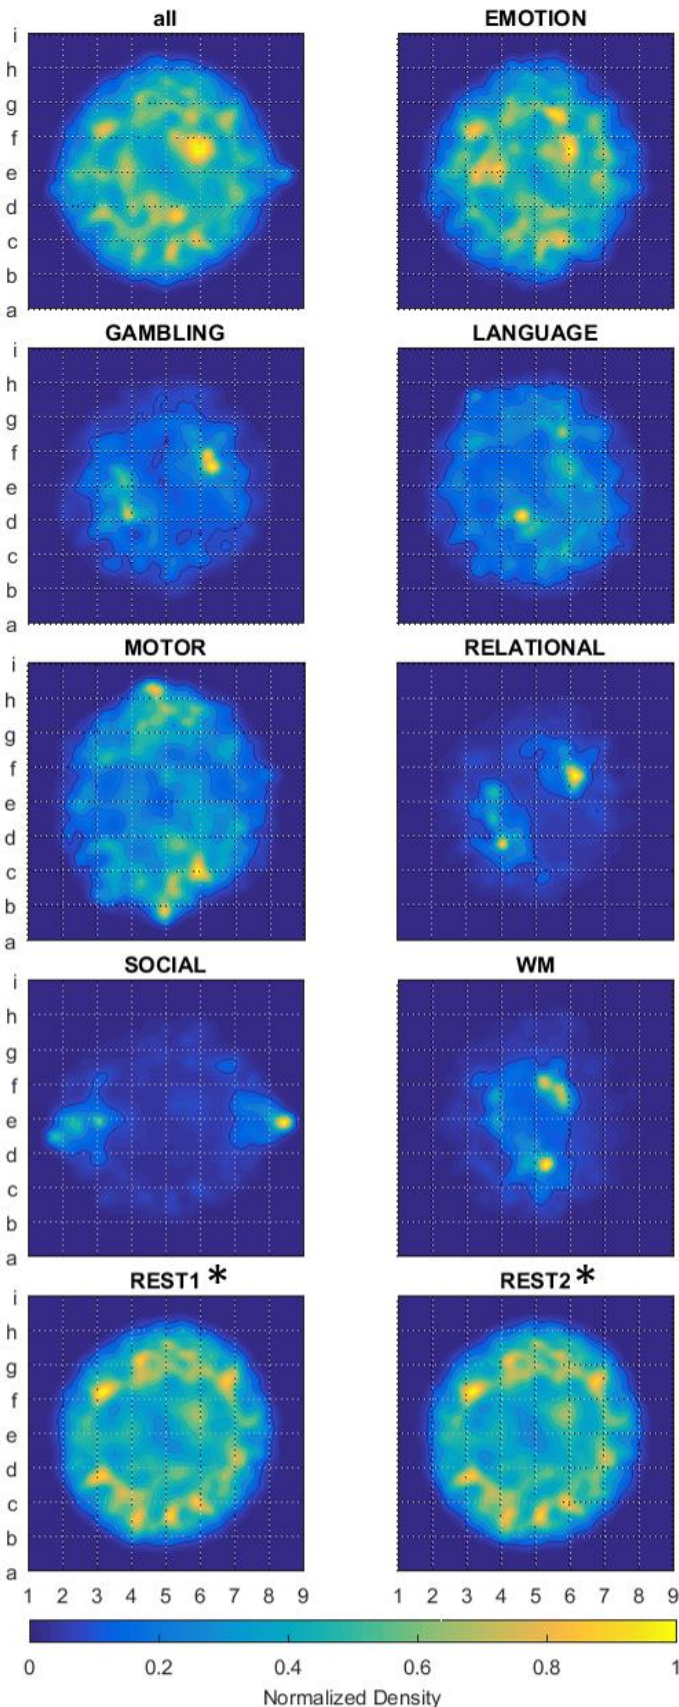 all EMOTION
i
h
g
f
e
d
c
b
a
GAMBLING LANGUAGE
i
h
g
f
e
d
c
b
a
MOTOR RELATIONAL
i
h
g
f
e
d
c
b
a
SOCIAL WM
i
h
g
f
e
d
c
b
a
REST1 * REST2 *
i
h
g
f
e
d
c
b
a
1 2 3 4 5 6 7 8 9 1 2 3 4 5 6 7 8 9
0 0.2 0.4 0.6 0.8 1
Normalized Density